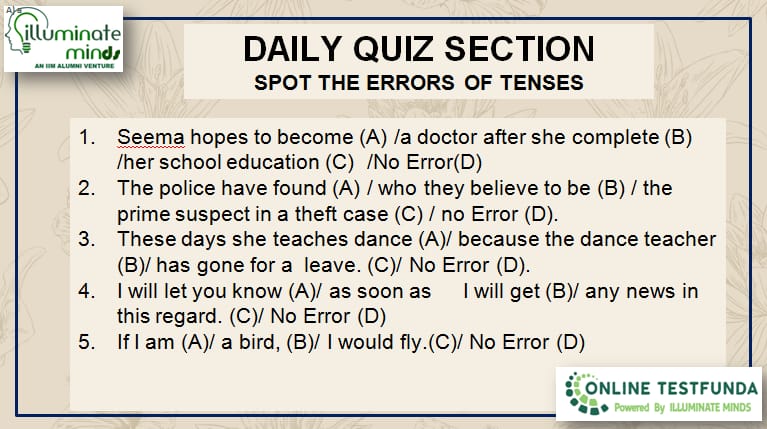 Als
illuminate
minds
AN IIM ALUMNI VENTURE
DAILY QUIZ SECTION
SPOT THE ERRORS OF TENSES
1. Seema hopes to become (A) /a doctor after she complete (B)
/her school education (C) /No Error(D)
2. The police have found (A) / who they believe to be (B) / the
prime suspect in a theft case (C) / no Error (D).
3. These days she teaches dance (A)/ because the dance teacher
(B)/ has gone for a leave. (C)/ No Error (D).
4. I will let you know (A)/ as soon as I will get (B)/ any news in
this regard. (C)/ No Error (D)
5. If I am (A)/ a bird, (B)/ I would fly.(C)/ No Error (D)
ONLINE TESTFUNDA
Powered By ILLUMINATE MINDS